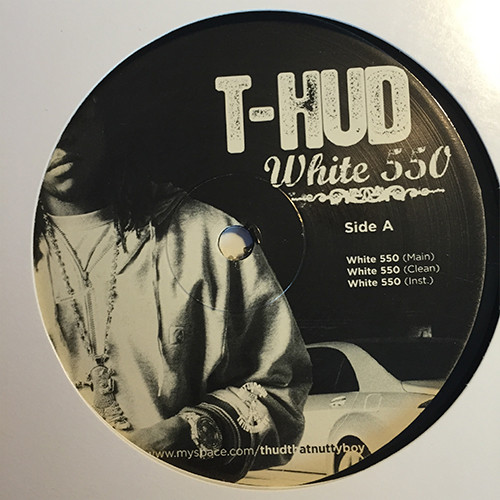 T-HUD
White 550
Side A
White 550 (Main)
White 550 (Clean)
White 550 (Inst.)
www.myspace.com/thudthatnuttyboy